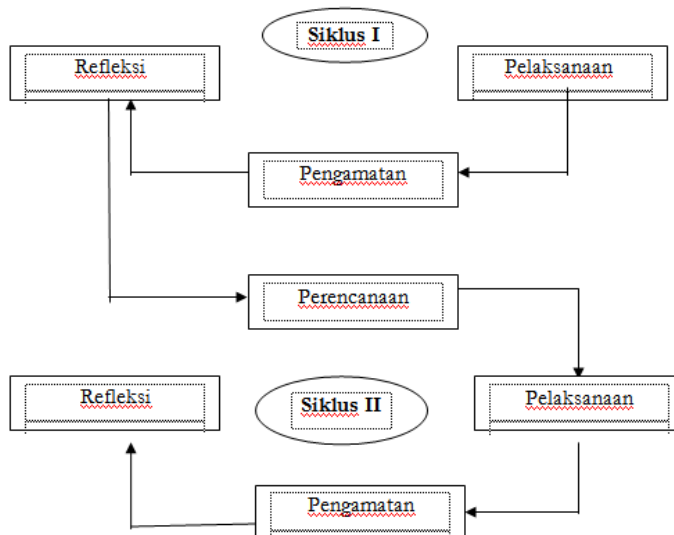 Siklus I
Refleksi
Pelaksanaan
Pengamatan
Perencanaan
Refleksi
Siklus II
Pelaksanaan
Pengamatan